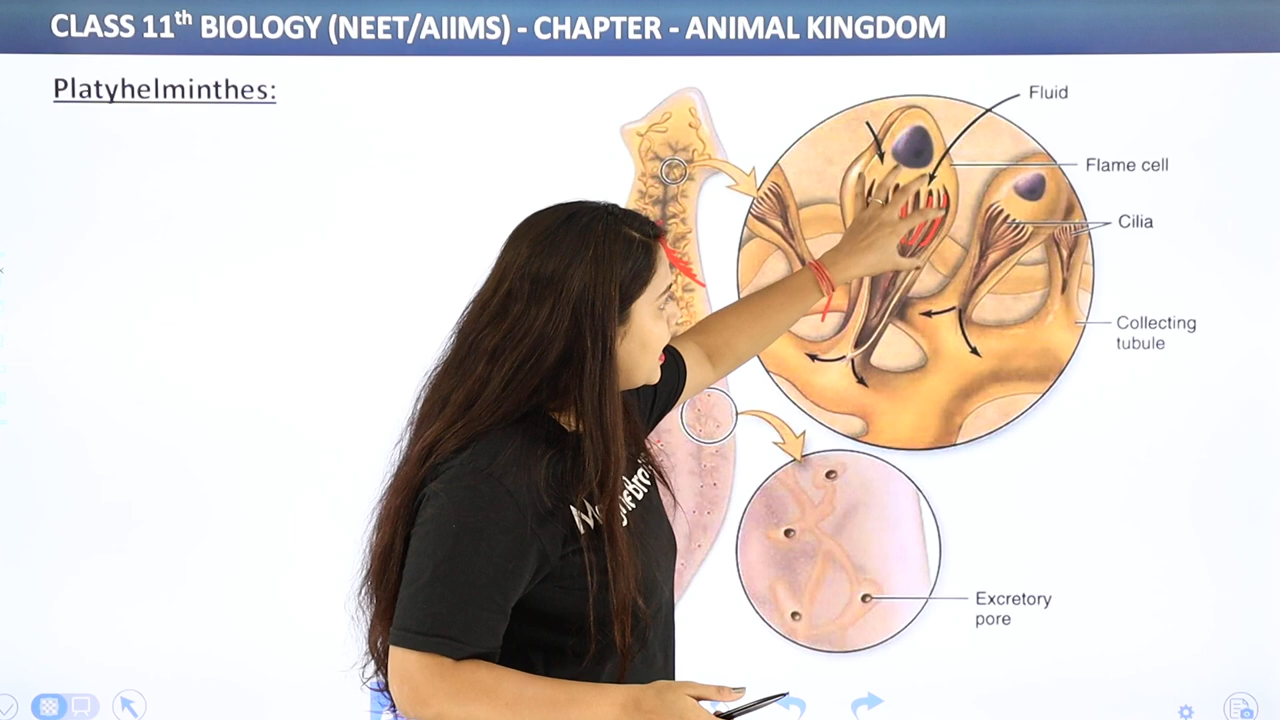 CLASS 11th BIOLOGY (NEET/AIIMS) - CHAPTER - ANIMAL KINGDOM
Platyhelminthes:
Fluid
Flame cell
Cilia
Collecting
tubule
Excretory
pore